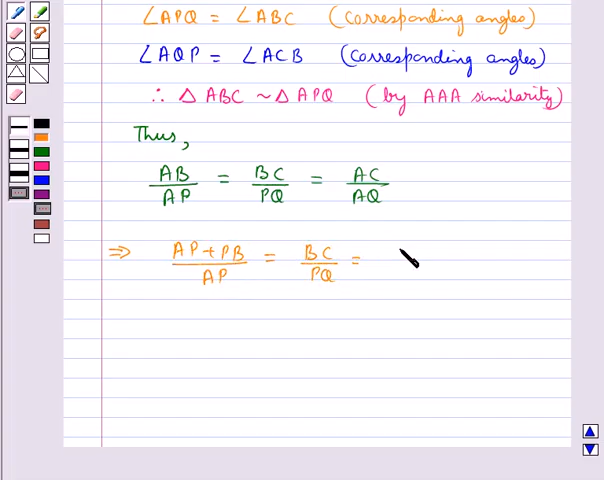 ∠APQ = ∠ABC (corresponding angles)
∠AQP = ∠ACB (corresponding angles)
∴ △ABC ~ △APQ (by AAA similarity)
Thus,
AB/AP = BC/PQ = AC/AQ
⇒ AP+PB/AP = BC/PQ =